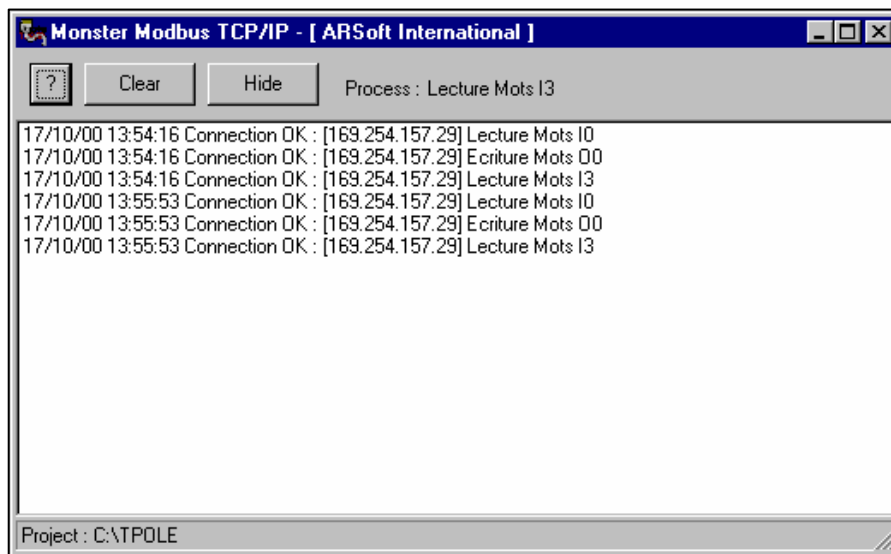 Monster Modbus TCP/IP - [ ARSoft International ]
? Clear Hide Process : Lecture Mots I3
17/10/00 13:54:16 Connection OK : [169.254.157.29] Lecture Mots I0
17/10/00 13:54:16 Connection OK : [169.254.157.29] Ecriture Mots O0
17/10/00 13:54:16 Connection OK : [169.254.157.29] Lecture Mots I3
17/10/00 13:55:53 Connection OK : [169.254.157.29] Lecture Mots I0
17/10/00 13:55:53 Connection OK : [169.254.157.29] Ecriture Mots O0
17/10/00 13:55:53 Connection OK : [169.254.157.29] Lecture Mots I3
Project : C:\TPOLE